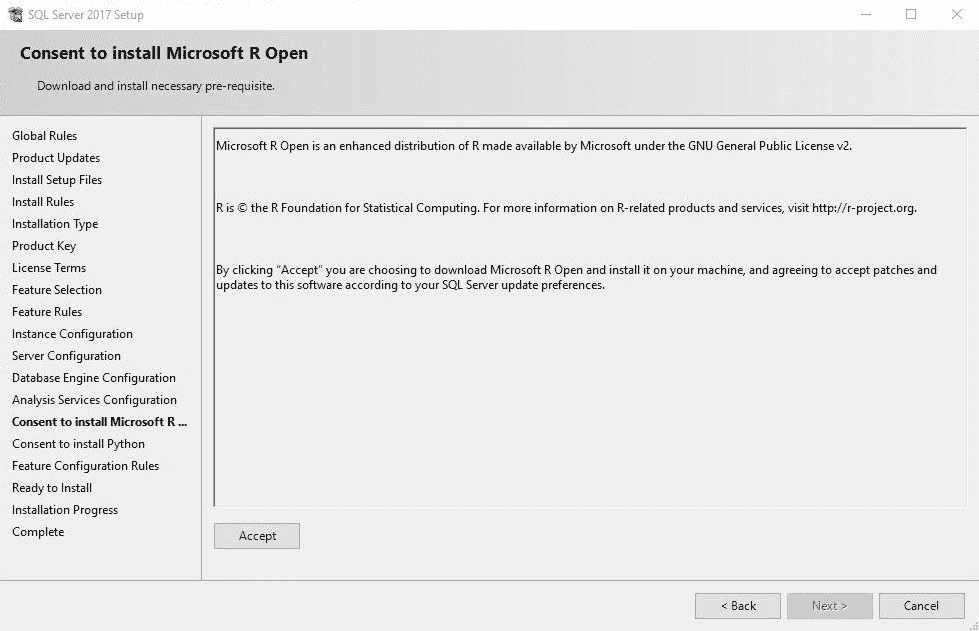 SQL Server 2017 Setup
Consent to install Microsoft R Open
Download and install necessary pre-requisite.
Global Rules
Product Updates
Install Setup Files
Install Rules
Installation Type
Product Key
License Terms
Feature Selection
Feature Rules
Instance Configuration
Server Configuration
Database Engine Configuration
Analysis Services Configuration
Consent to install Microsoft R ...
Consent to install Python
Feature Configuration Rules
Ready to Install
Installation Progress
Complete
Microsoft R Open is an enhanced distribution of R made available by Microsoft under the GNU General Public License v2.
R is © the R Foundation for Statistical Computing. For more information on R-related products and services, visit http://r-project.org.
By clicking "Accept" you are choosing to download Microsoft R Open and install it on your machine, and agreeing to accept patches and
updates to this software according to your SQL Server update preferences.
Accept
< Back
Next >
Cancel